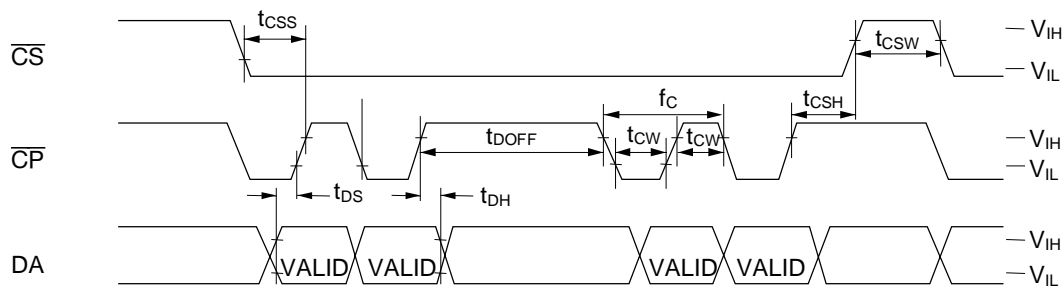 tCSS
VIH
CS
tCSW
VIL
fC
tCSH
CP
tDOFF
tCW
tCW
VIH
VIL
tDS
tDH
DA
VALID
VALID
VALID
VALID
VIH
VIL